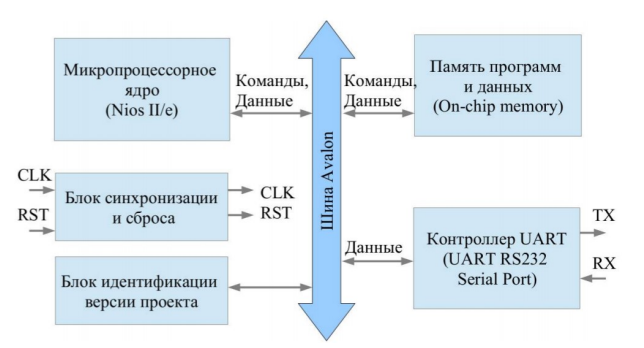 Микропроцессорное
ядро
(Nios II/e)
Команды,
Данные
Шина Avalon
Команды,
Данные
Память программ
и данных
(On-chip memory)
CLK
RST
Блок синхронизации
и сброса
CLK
RST
Данные
Контроллер UART
(UART RS232
Serial Port)
TX
RX
Блок идентификации
версии проекта